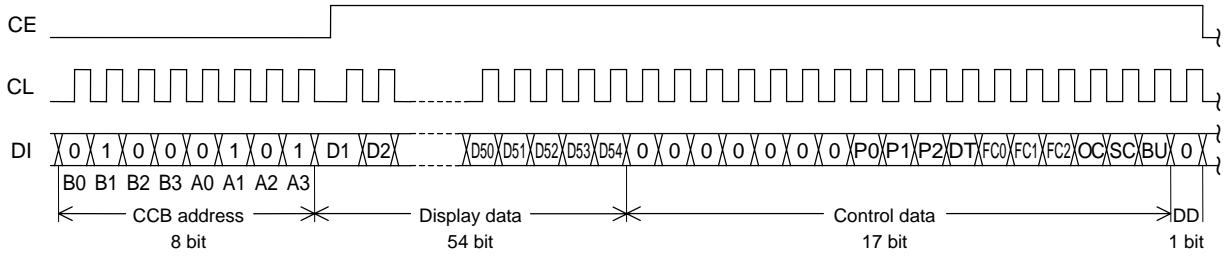 CE
CL
DI 0 1 0 0 0 1 0 1 D1 D2 D50 D51 D52 D53 D54 0 0 0 0 0 0 0 P0 P1 P2 DT FC0 FC1 FC2 OC SC BU 0
B0 B1 B2 B3 A0 A1 A2 A3
CCB address Display data Control data DD
8 bit 54 bit 17 bit 1 bit